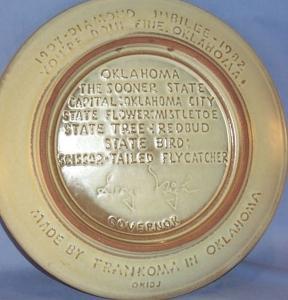 1907-DIAMOND JUBILEE-1982
YOU'RE DOIN' FINE, OKLAHOMA!
OKLAHOMA
THE SOONER STATE
CAPITAL: OKLAHOMA CITY
STATE FLOWER: MISTLETOE
STATE TREE: REDBUD
STATE BIRD:
SCISSOR-TAILED FLYCATCHER
GOVERNOR
MADE BY FRANKOMA IN OKLAHOMA